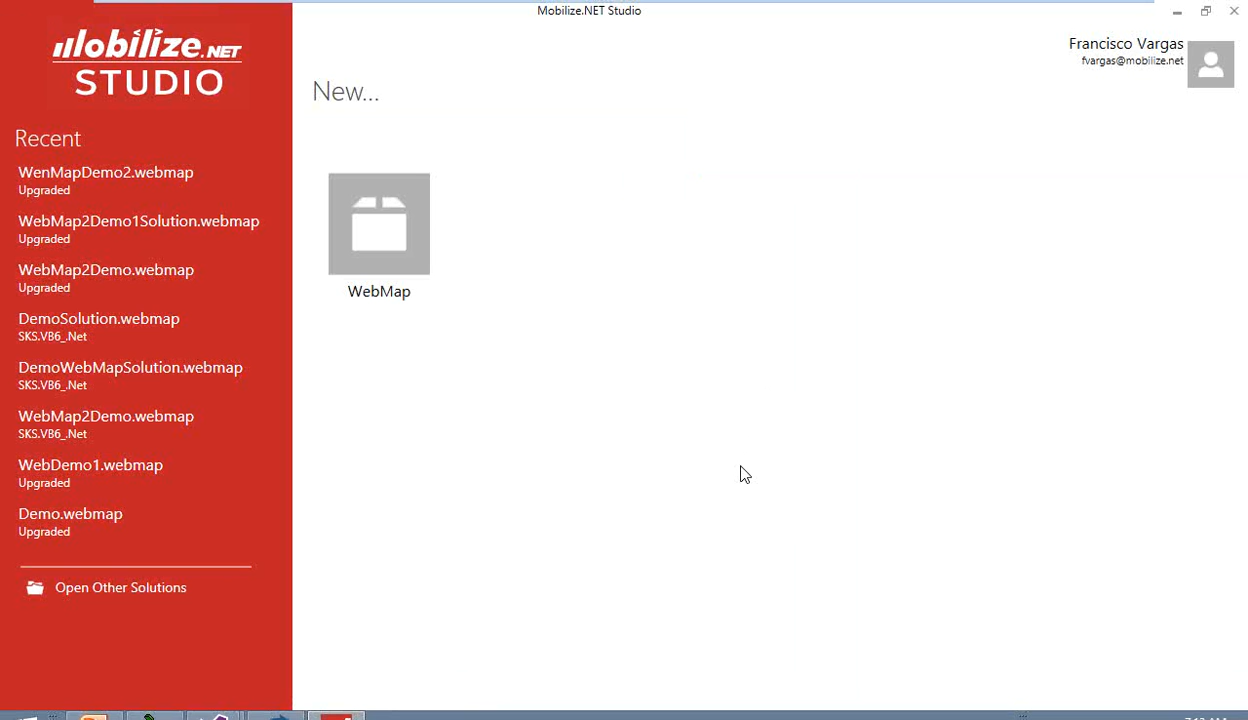 Mobilize.NET Studio
mobilize.NET
STUDIO
Francisco Vargas
fvargas@mobilize.net
New...
Recent
WenMapDemo2.webmap
Upgraded
WebMap2Demo1Solution.webmap
Upgraded
WebMap2Demo.webmap
Upgraded
DemoSolution.webmap
SKS.VB6_.Net
DemoWebMapSolution.webmap
SKS.VB6_.Net
WebMap2Demo.webmap
SKS.VB6_.Net
WebDemo1.webmap
Upgraded
Demo.webmap
Upgraded
Open Other Solutions
WebMap